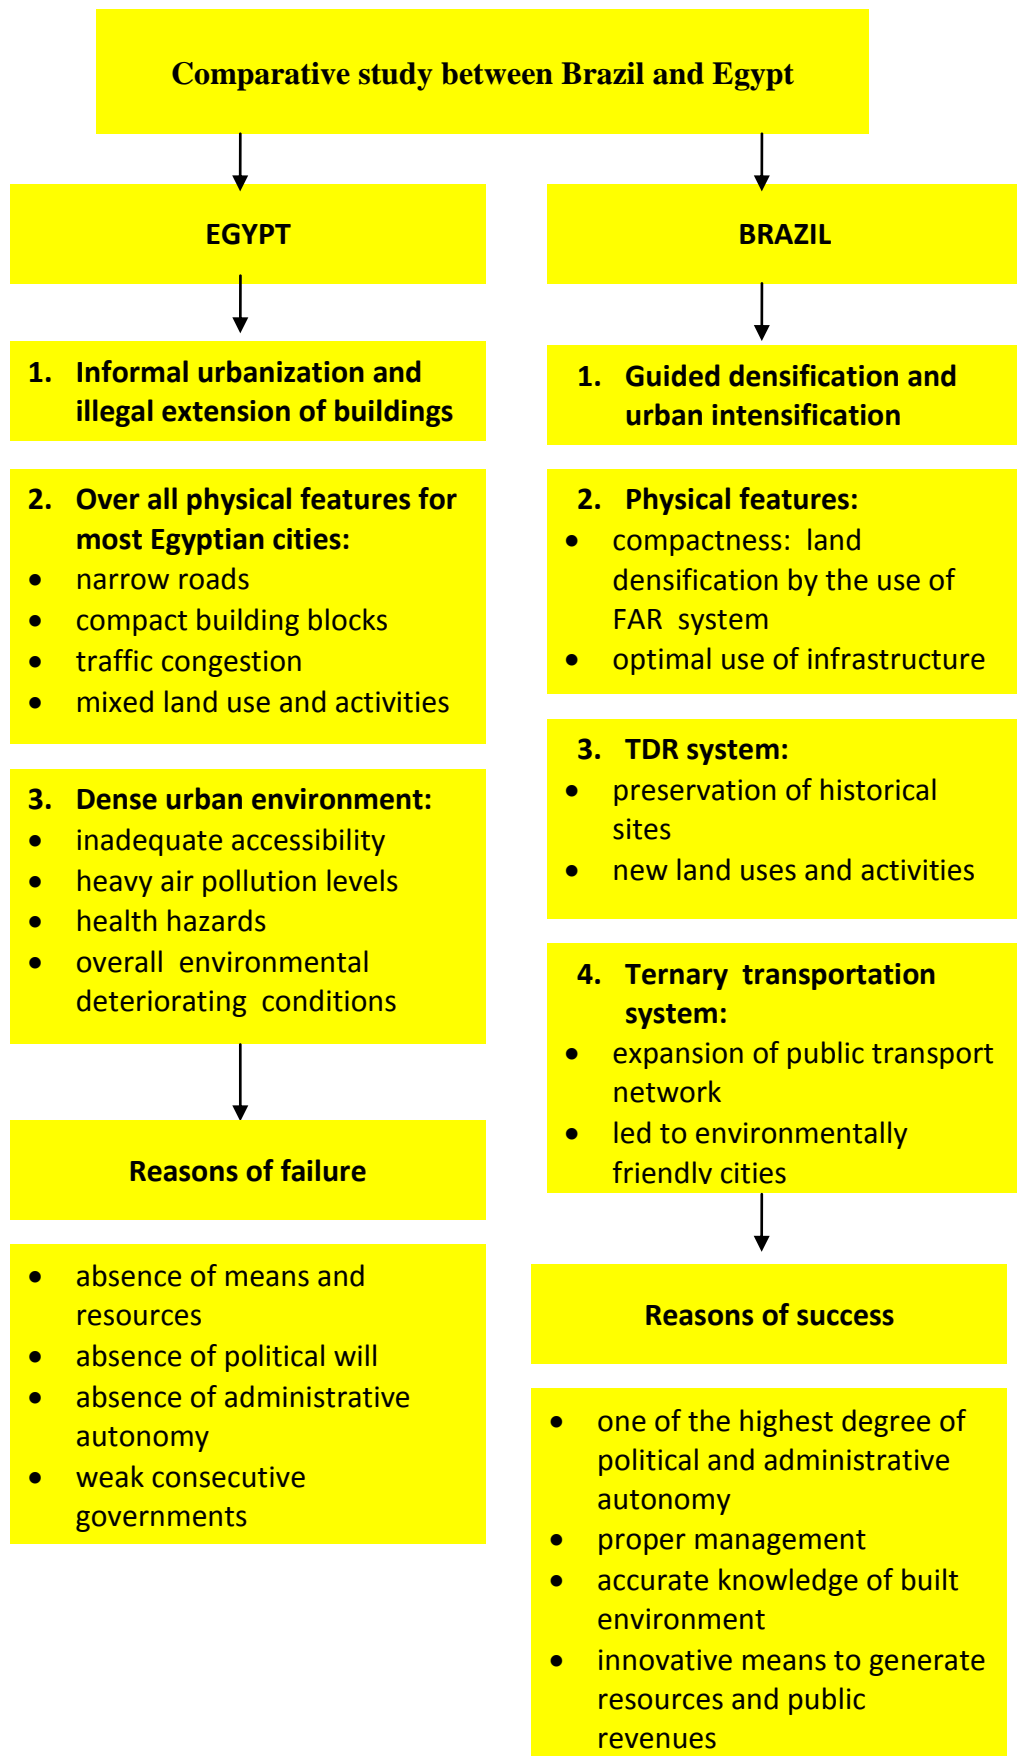 Comparative study between Brazil and Egypt
EGYPT
1. Informal urbanization and
illegal extension of buildings
2. Over all physical features for
most Egyptian cities:
• narrow roads
• compact building blocks
• traffic congestion
• mixed land use and activities
3. Dense urban environment:
• inadequate accessibility
• heavy air pollution levels
• health hazards
• overall environmental
deteriorating conditions
Reasons of failure
• absence of means and
resources
• absence of political will
• absence of administrative
autonomy
• weak consecutive
governments
BRAZIL
1. Guided densification and
urban intensification
2. Physical features:
• compactness: land
densification by the use of
FAR system
• optimal use of infrastructure
3. TDR system:
• preservation of historical
sites
• new land uses and activities
4. Ternary transportation
system:
• expansion of public transport
network
• led to environmentally
friendly cities
Reasons of success
• one of the highest degree of
political and administrative
autonomy
• proper management
• accurate knowledge of built
environment
• innovative means to generate
resources and public
revenues